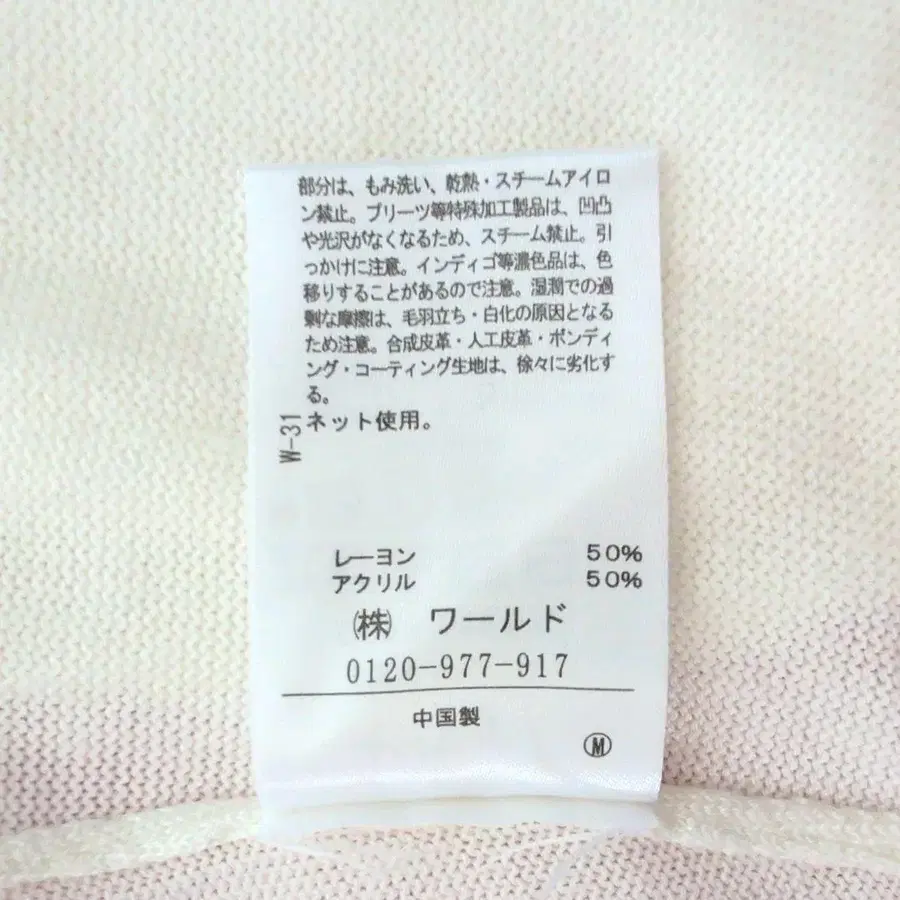 部分は、もみ洗い、乾熱・スチームアイロ
ン禁止。プリーツ等特殊加工製品は、凹凸
や光沢がなくなるため、スチーム禁止。引
っかけに注意。インディゴ等濃色品は、色
移りすることがあるので注意。湿潤での過
剰な摩擦は、毛羽立ち・白化の原因となる
ため注意。合成皮革・人工皮革・ボンディ
ング・コーティング生地は、徐々に劣化す
る。
ネット使用。
W-31
レーヨン 50%
アクリル 50%
㈱ ワールド
0120-977-917
中国製
Ⓜ